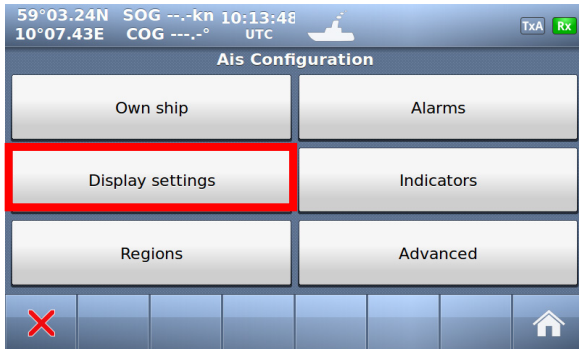 59°03.24N SOG --.-kn 10:13:48
10°07.43E COG ---.-° UTC
TxA Rx
Ais Configuration
Own ship Alarms
Display settings Indicators
Regions Advanced